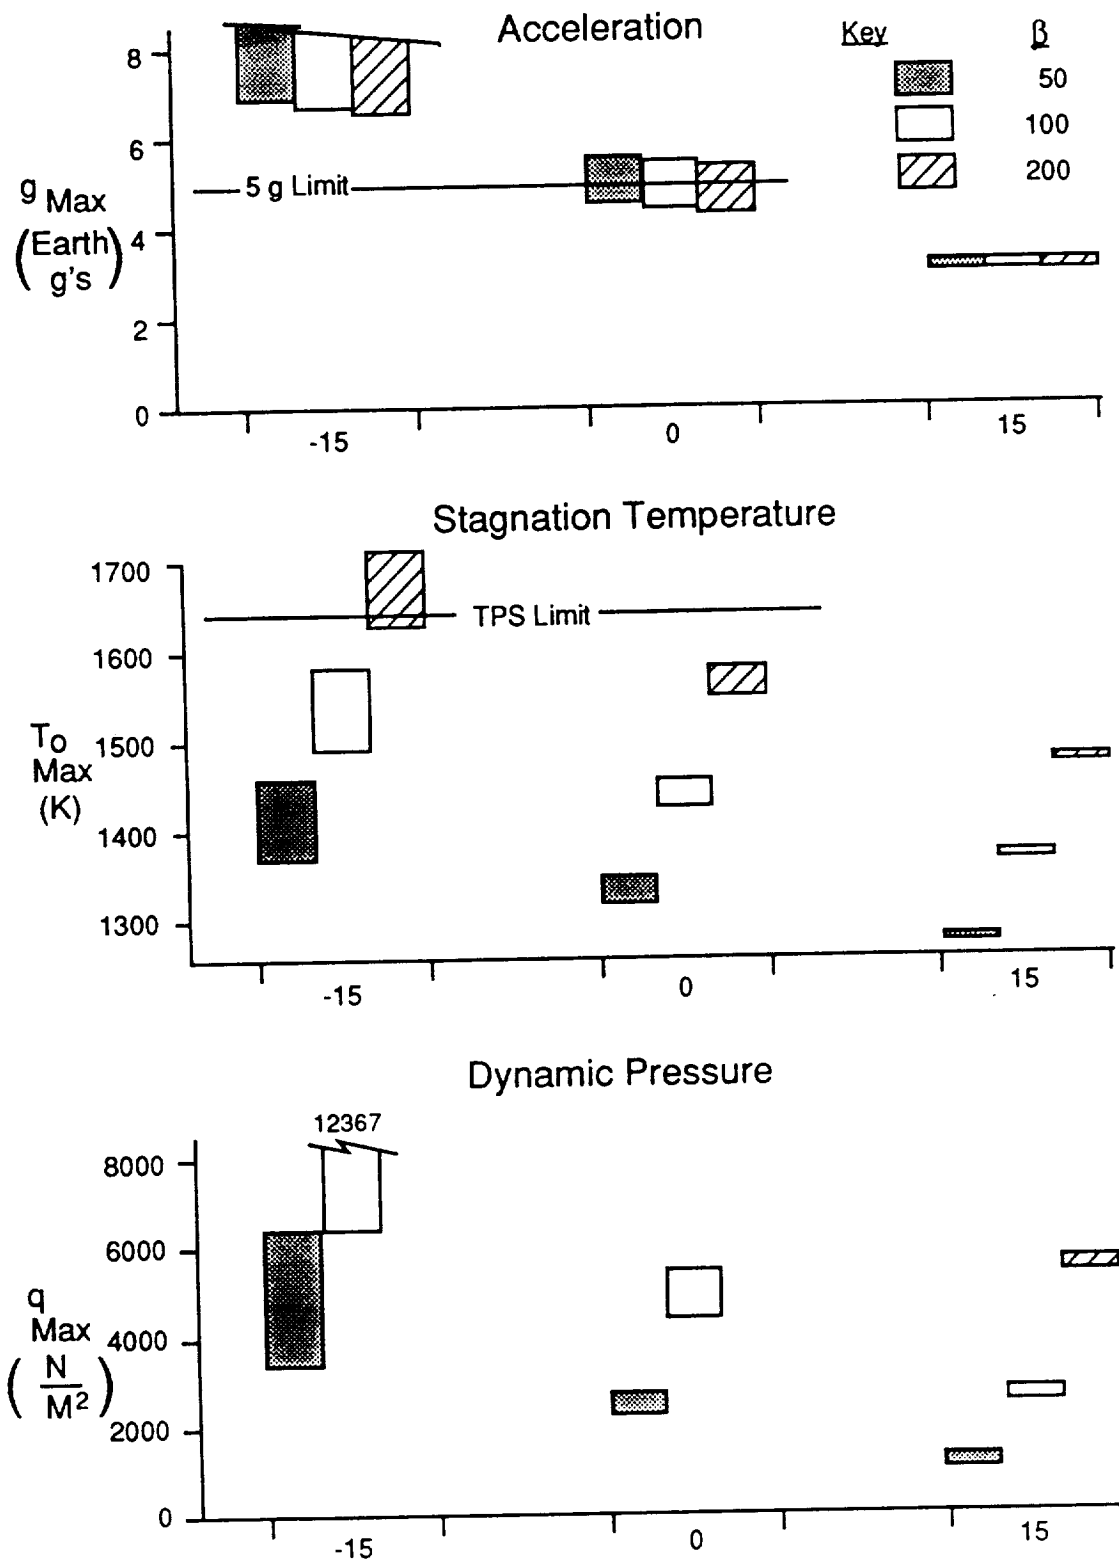 Acceleration
Key β
50
100
200
8
6
4
2
0
g Max
(Earth g's)
5 g Limit
-15 0 15
Stagnation Temperature
1700
1600
1500
1400
1300
To Max (K)
TPS Limit
-15 0 15
Dynamic Pressure
12367
8000
6000
4000
2000
0
q Max
(N/M²)
-15 0 15